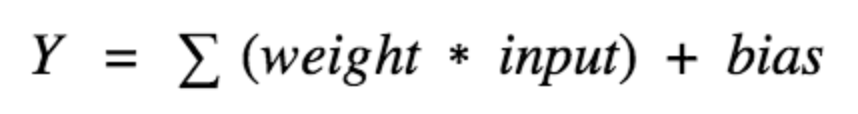 Y = ∑ (weight * input) + bias